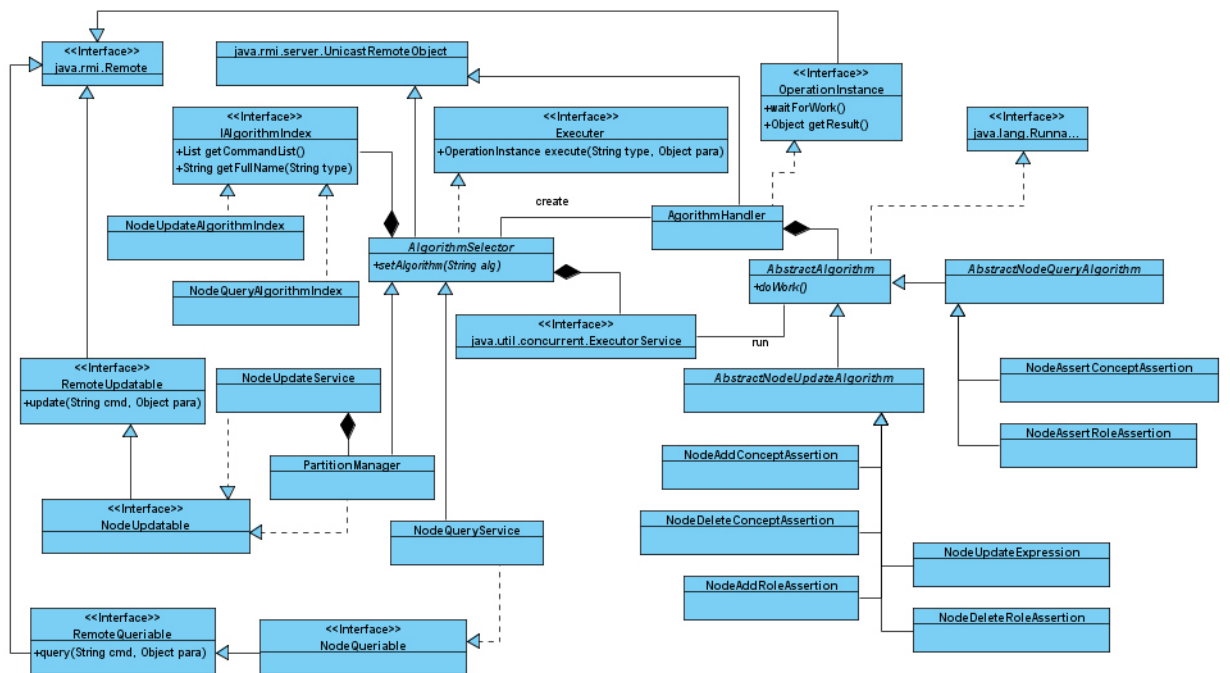 <<Interface>>
java.rmi.Remote
java.rmi.server.UnicastRemoteObject
<<Interface>>
OperationInstance
+waitForWork()
+Object getResult()
<<Interface>>
java.lang.Runna...
<<Interface>>
IAlgorithmIndex
+List getCommandList()
+String getFullName(String type)
<<Interface>>
Executer
+OperationInstance execute(String type, Object para)
create
AgorithmHandler
NodeUpdateAlgorithmIndex
AlgorithmSelector
+setAlgorithm(String alg)
NodeQueryAlgorithmIndex
AbstractAlgorithm
+doWork()
AbstractNodeQueryAlgorithm
<<Interface>>
java.util.concurrent.ExecutorService
run
<<Interface>>
RemoteUpdatable
+update(String cmd, Object para)
NodeUpdateService
AbstractNodeUpdateAlgorithm
NodeAssertConceptAssertion
NodeAssertRoleAssertion
PartitionManager
NodeAddConceptAssertion
<<Interface>>
NodeUpdatable
NodeQueryService
NodeDeleteConceptAssertion
NodeUpdateExpression
NodeAddRoleAssertion
NodeDeleteRoleAssertion
<<Interface>>
RemoteQueriable
+query(String cmd, Object para)
<<Interface>>
NodeQueriable